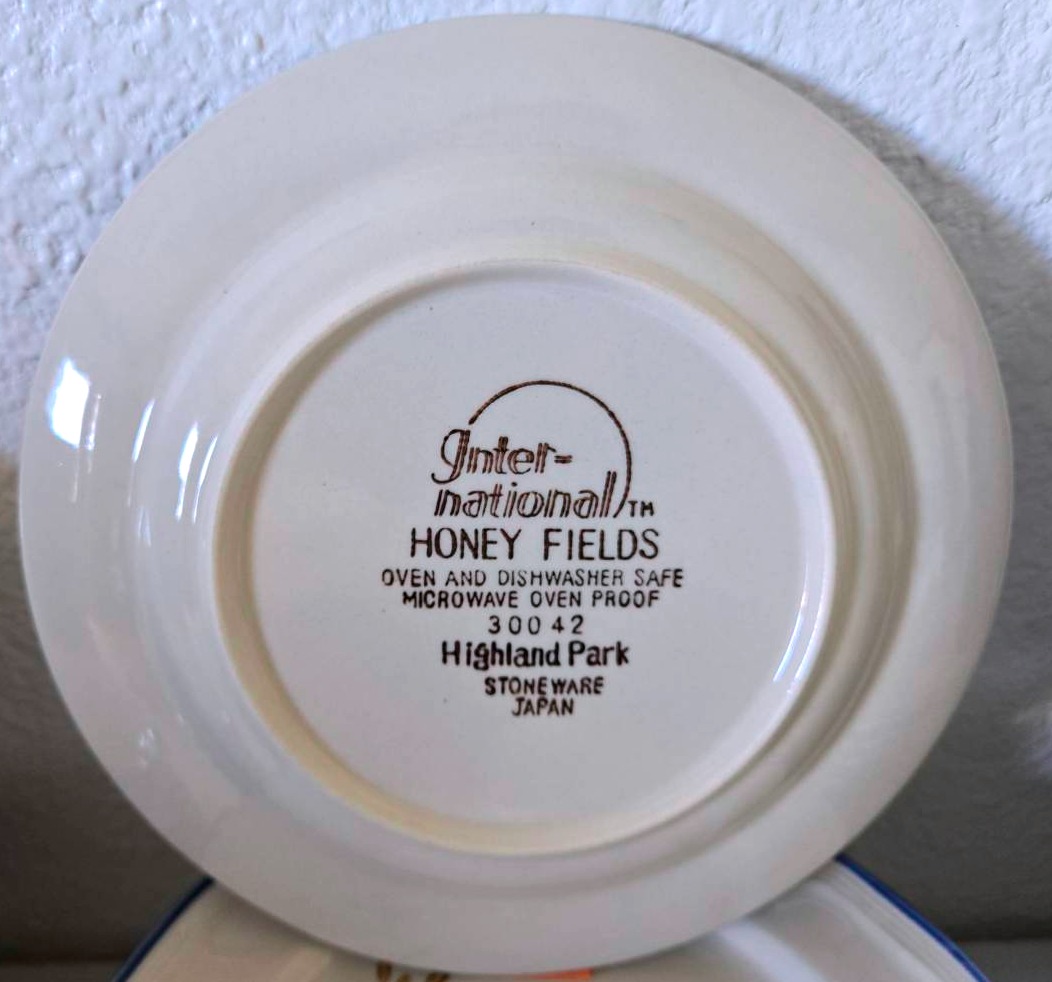 Inter-
national TM
HONEY FIELDS
OVEN AND DISHWASHER SAFE
MICROWAVE OVEN PROOF
30042
Highland Park
STONEWARE
JAPAN